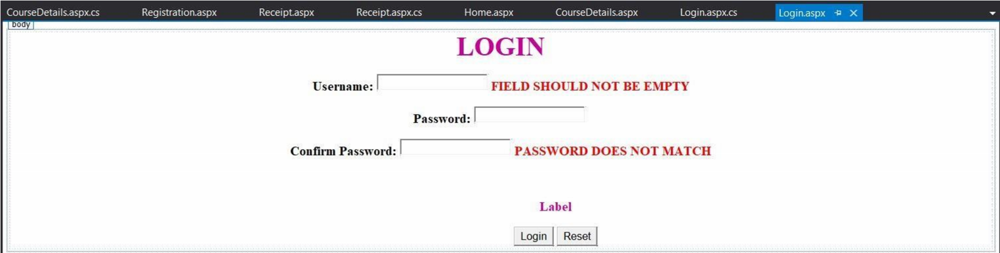 CourseDetails.aspx.cs Registration.aspx Receipt.aspx Receipt.aspx.cs Home.aspx CourseDetails.aspx Login.aspx.cs Login.aspx
body
LOGIN
Username: FIELD SHOULD NOT BE EMPTY
Password:
Confirm Password: PASSWORD DOES NOT MATCH
Label
Login Reset